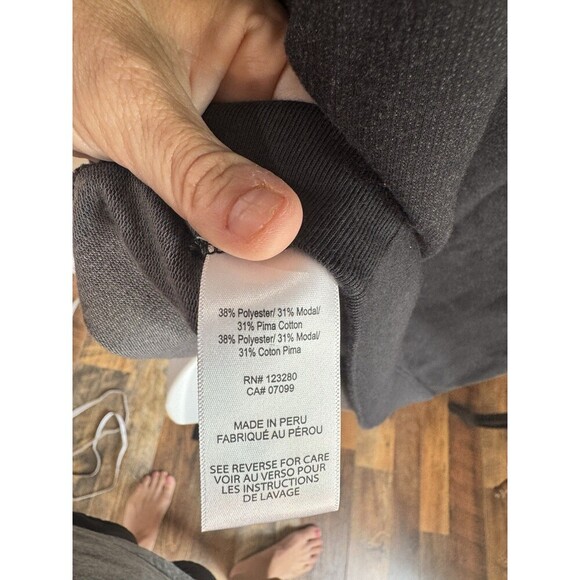 38% Polyester/ 31% Modal/
31% Pima Cotton
38% Polyester/ 31% Modal/
31% Coton Pima
RN# 123280
CA# 07099
MADE IN PERU
FABRIQUÉ AU PÉROU
SEE REVERSE FOR CARE
VOIR AU VERSO POUR
LES INSTRUCTIONS
DE LAVAGE